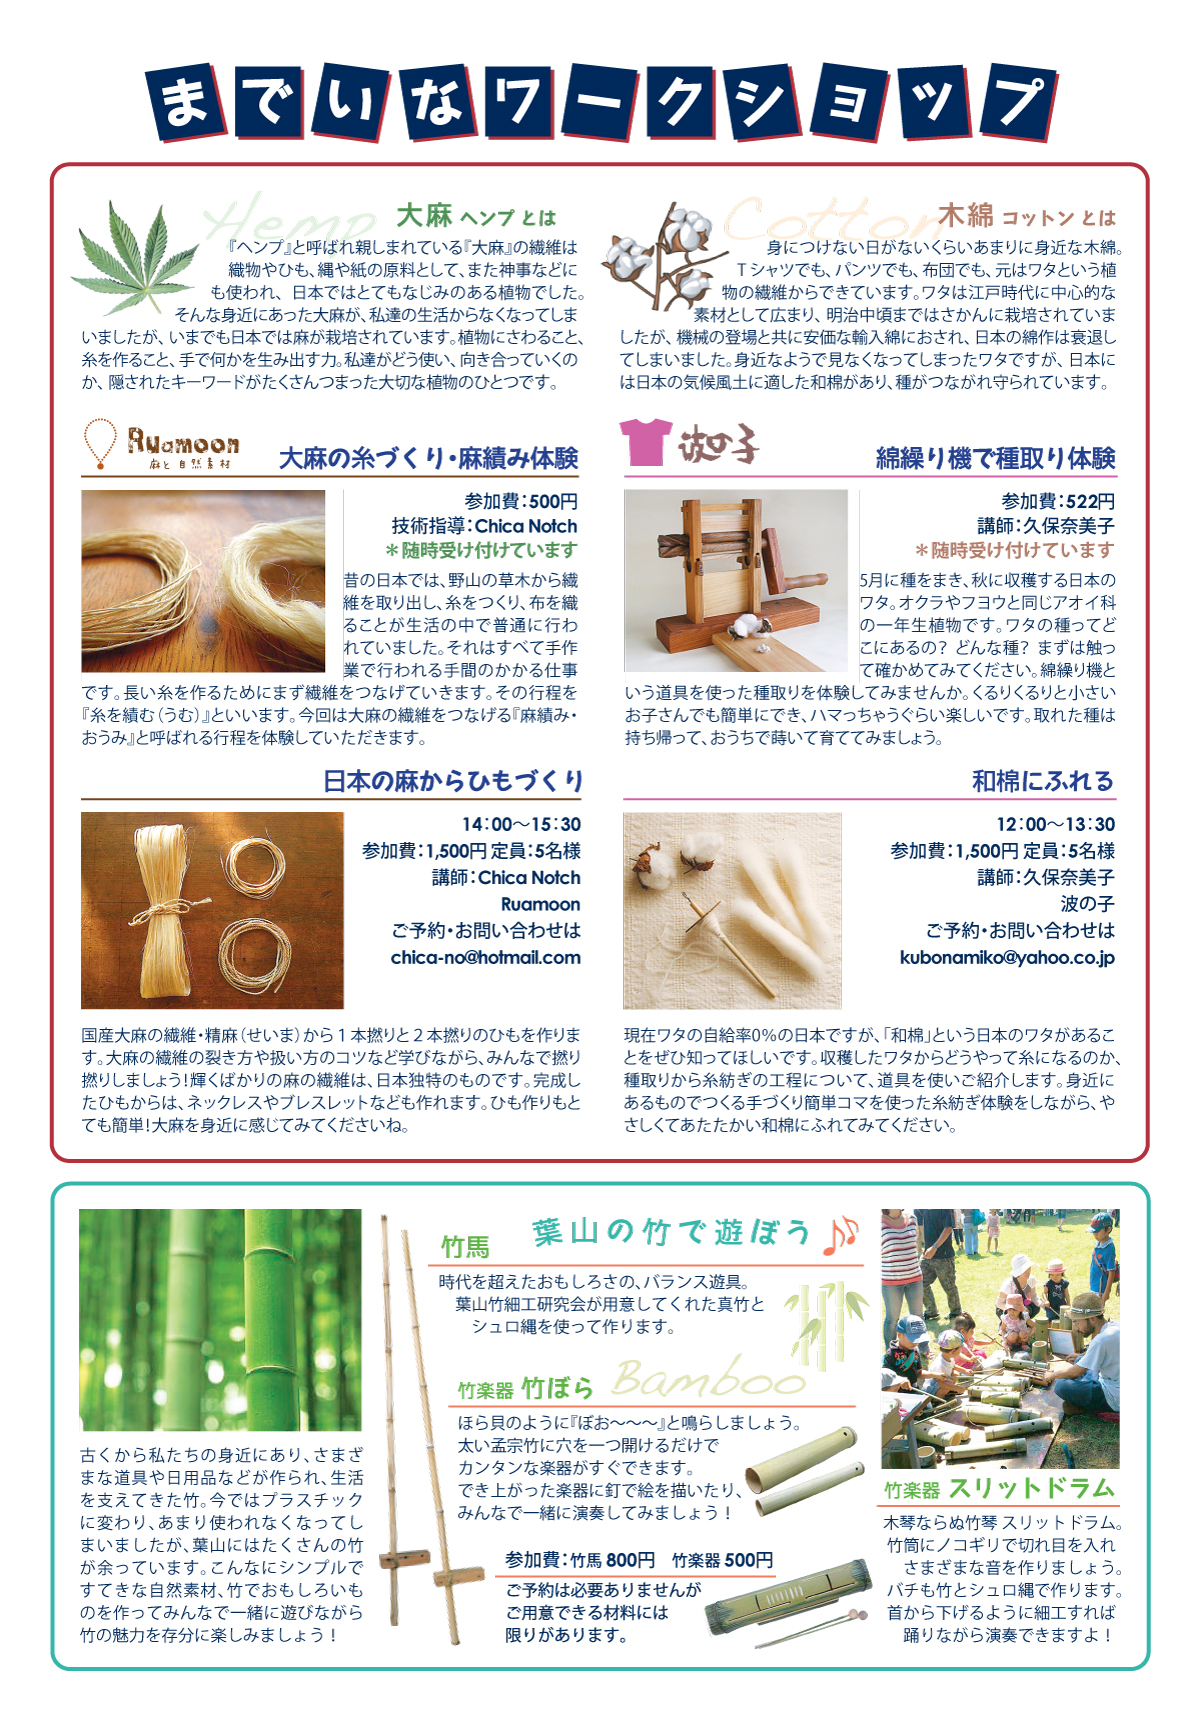 までいなワークショップ
Hemp
大麻 ヘンプ とは
『ヘンプ』と呼ばれ親しまれている『大麻』の繊維は
織物やひも、縄や紙の原料として、また神事などに
も使われ、日本ではとてもなじみのある植物でした。
そんな身近にあった大麻が、私達の生活からなくなってしま
いましたが、いまでも日本では麻が栽培されています。植物にさわること、
糸を作ること、手で何かを生み出す力。私達がどう使い、向き合っていくの
か、隠されたキーワードがたくさんつまった大切な植物のひとつです。
Ruamoon
麻と自然素材
大麻の糸づくり・麻績み体験
参加費：500円
技術指導：Chica Notch
＊随時受け付けています
昔の日本では、野山の草木から繊
維を取り出し、糸をつくり、布を織
ることが生活の中で普通に行わ
れていました。それはすべて手作
業で行われる手間のかかる仕事
です。長い糸を作るためにまず繊維をつなげていきます。その行程を
『糸を績む（うむ）』といいます。今回は大麻の繊維をつなげる『麻績み・
おうみ』と呼ばれる行程を体験していただきます。
日本の麻からひもづくり
14：00〜15：30
参加費：1,500円 定員：5名様
講師：Chica Notch
Ruamoon
ご予約・お問い合わせは
chica-no@hotmail.com
国産大麻の繊維・精麻（せいま）から１本撚りと２本撚りのひもを作りま
す。大麻の繊維の裂き方や扱い方のコツなど学びながら、みんなで撚り
撚りしましょう！輝くばかりの麻の繊維は、日本独特のものです。完成し
たひもからは、ネックレスやブレスレットなども作れます。ひも作りもと
ても簡単！大麻を身近に感じてみてくださいね。
Cotton
木綿 コットン とは
身につけない日がないくらいあまりに身近な木綿。
Ｔシャツでも、パンツでも、布団でも、元はワタという植
物の繊維からできています。ワタは江戸時代に中心的な
素材として広まり、明治中頃まではさかんに栽培されていま
したが、機械の登場と共に安価な輸入綿におされ、日本の綿作は衰退し
てしまいました。身近なようで見なくなってしまったワタですが、日本に
は日本の気候風土に適した和棉があり、種がつながれ守られています。
波の子
綿繰り機で種取り体験
参加費：522円
講師：久保奈美子
＊随時受け付けています
5月に種をまき、秋に収穫する日本の
ワタ。オクラやフヨウと同じアオイ科
の一年生植物です。ワタの種ってど
こにあるの？ どんな種？ まずは触っ
て確かめてみてください。綿繰り機と
いう道具を使った種取りを体験してみませんか。くるりくるりと小さい
お子さんでも簡単にでき、ハマっちゃうぐらい楽しいです。取れた種は
持ち帰って、おうちで蒔いて育ててみましょう。
和棉にふれる
12：00〜13：30
参加費：1,500円 定員：5名様
講師：久保奈美子
波の子
ご予約・お問い合わせは
kubonamiko@yahoo.co.jp
現在ワタの自給率0％の日本ですが、「和棉」という日本のワタがあるこ
とをぜひ知ってほしいです。収穫したワタからどうやって糸になるのか、
種取りから糸紡ぎの工程について、道具を使いご紹介します。身近に
あるものでつくる手づくり簡単コマを使った糸紡ぎ体験をしながら、や
さしくてあたたかい和棉にふれてみてください。
葉山の竹で遊ぼう
古くから私たちの身近にあり、さまざ
まな道具や日用品などが作られ、生活
を支えてきた竹。今ではプラスチック
に変わり、あまり使われなくなってし
まいましたが、葉山にはたくさんの竹
が余っています。こんなにシンプルで
すてきな自然素材、竹でおもしろいも
のを作ってみんなで一緒に遊びながら
竹の魅力を存分に楽しみましょう！
竹馬
時代を超えたおもしろさの、バランス遊具。
葉山竹細工研究会が用意してくれた真竹と
シュロ縄を使って作ります。
Bamboo
竹楽器 竹ぼら
ほら貝のように『ぼお〜〜〜』と鳴らしましょう。
太い孟宗竹に穴を一つ開けるだけで
カンタンな楽器がすぐできます。
でき上がった楽器に釘で絵を描いたり、
みんなで一緒に演奏してみましょう！
参加費：竹馬 800円　竹楽器 500円
ご予約は必要ありませんが
ご用意できる材料には
限りがあります。
竹楽器 スリットドラム
木琴ならぬ竹琴 スリットドラム。
竹筒にノコギリで切れ目を入れ
さまざまな音を作りましょう。
バチも竹とシュロ縄で作ります。
首から下げるように細工すれば
踊りながら演奏できますよ！